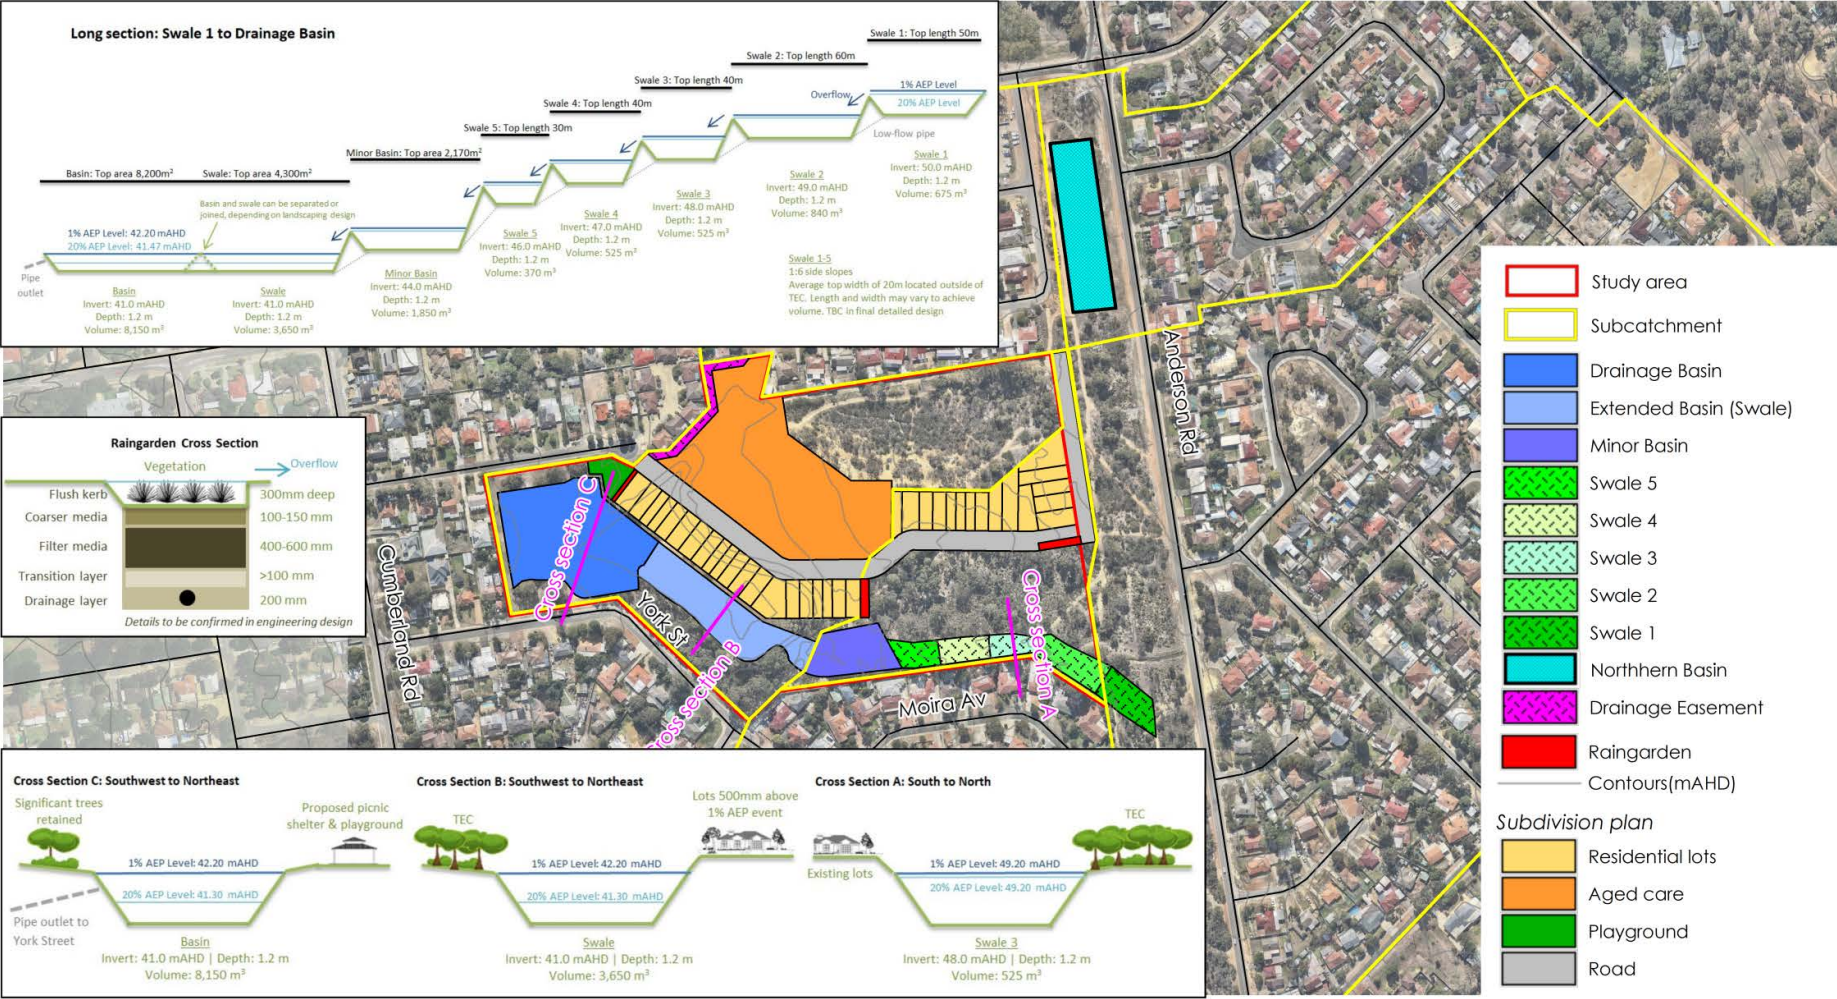 Long section: Swale 1 to Drainage Basin
Swale 1: Top length 50m
Swale 2: Top length 60m
Swale 3: Top length 40m
Swale 4: Top length 40m
Swale 5: Top length 30m
Minor Basin: Top area 2,170m²
Basin: Top area 8,200m²
Swale: Top area 4,300m²
Overflow
1% AEP Level
20% AEP Level
Low-flow pipe
Basin and swale can be separated or
joined, depending on landscaping design
1% AEP Level: 42.20 mAHD
20% AEP Level: 41.47 mAHD
Pipe
outlet
Basin
Invert: 41.0 mAHD
Depth: 1.2 m
Volume: 8,150 m³
Swale
Invert: 41.0 mAHD
Depth: 1.2 m
Volume: 3,650 m³
Minor Basin
Invert: 44.0 mAHD
Depth: 1.2 m
Volume: 1,850 m³
Swale 5
Invert: 46.0 mAHD
Depth: 1.2 m
Volume: 370 m³
Swale 4
Invert: 47.0 mAHD
Depth: 1.2 m
Volume: 525 m³
Swale 3
Invert: 48.0 mAHD
Depth: 1.2 m
Volume: 525 m³
Swale 2
Invert: 49.0 mAHD
Depth: 1.2 m
Volume: 840 m³
Swale 1
Invert: 50.0 mAHD
Depth: 1.2 m
Volume: 675 m³
Swale 1-5
1:6 side slopes
Average top width of 20m located outside of
TEC. Length and width may vary to achieve
volume. TBC in final detailed design
Raingarden Cross Section
Vegetation
Overflow
Flush kerb
300mm deep
Coarser media
100-150 mm
Filter media
400-600 mm
Transition layer
>100 mm
Drainage layer
200 mm
Details to be confirmed in engineering design
Anderson Rd
Cumberland Rd
York St
Moira Av
Cross section C
Cross section B
Cross section A
Study area
Subcatchment
Drainage Basin
Extended Basin (Swale)
Minor Basin
Swale 5
Swale 4
Swale 3
Swale 2
Swale 1
Northhern Basin
Drainage Easement
Raingarden
Contours(mAHD)
Subdivision plan
Residential lots
Aged care
Playground
Road
Cross Section C: Southwest to Northeast
Significant trees
retained
Proposed picnic
shelter & playground
1% AEP Level: 42.20 mAHD
20% AEP Level: 41.30 mAHD
Pipe outlet to
York Street
Basin
Invert: 41.0 mAHD | Depth: 1.2 m
Volume: 8,150 m³
Cross Section B: Southwest to Northeast
TEC
Lots 500mm above
1% AEP event
1% AEP Level: 42.20 mAHD
20% AEP Level: 41.30 mAHD
Swale
Invert: 41.0 mAHD | Depth: 1.2 m
Volume: 3,650 m³
Cross Section A: South to North
Existing lots
TEC
1% AEP Level: 49.20 mAHD
20% AEP Level: 49.20 mAHD
Swale 3
Invert: 48.0 mAHD | Depth: 1.2 m
Volume: 525 m³